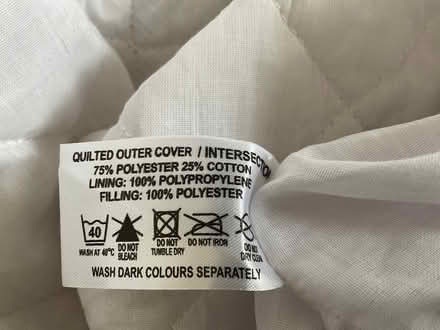 QUILTED OUTER COVER / INTERSECTION
75% POLYESTER 25% COTTON
LINING: 100% POLYPROPYLENE
FILLING: 100% POLYESTER
40
WASH AT 40°C
DO NOT BLEACH
DO NOT TUMBLE DRY
DO NOT IRON
DO NOT DRY CLEAN
WASH DARK COLOURS SEPARATELY